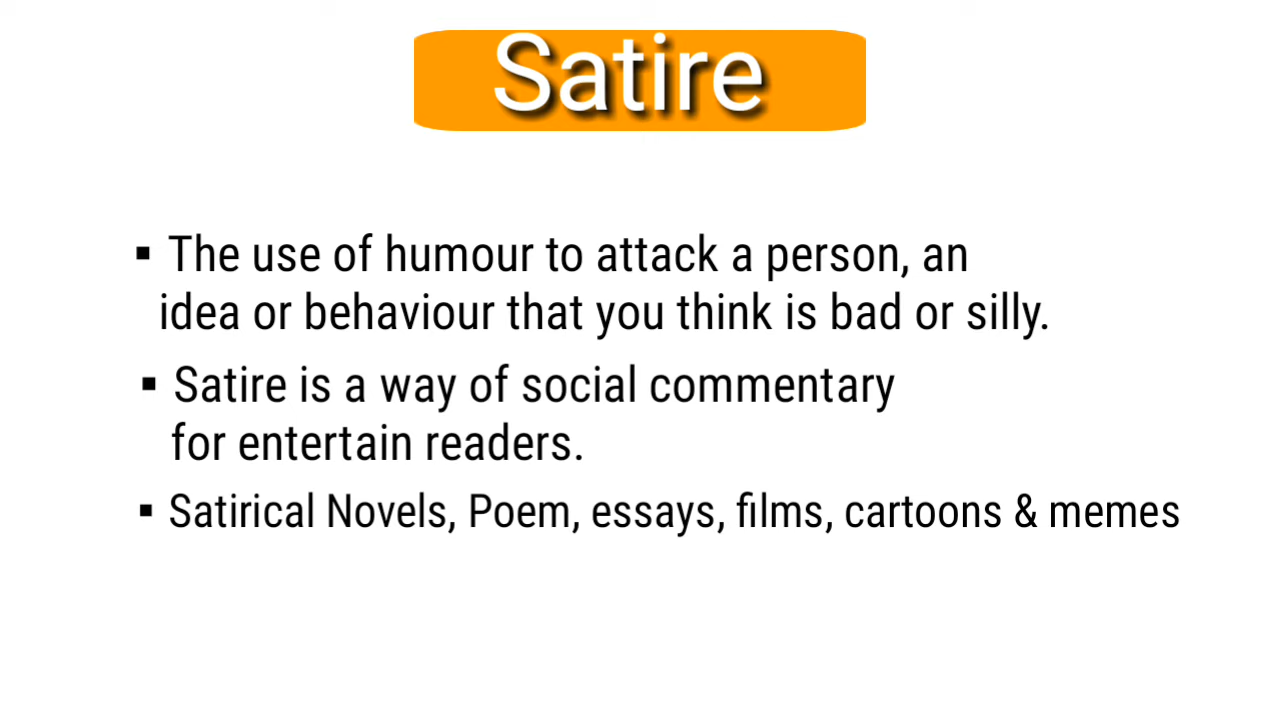 Satire
▪ The use of humour to attack a person, an
idea or behaviour that you think is bad or silly.
▪ Satire is a way of social commentary
for entertain readers.
▪ Satirical Novels, Poem, essays, films, cartoons & memes